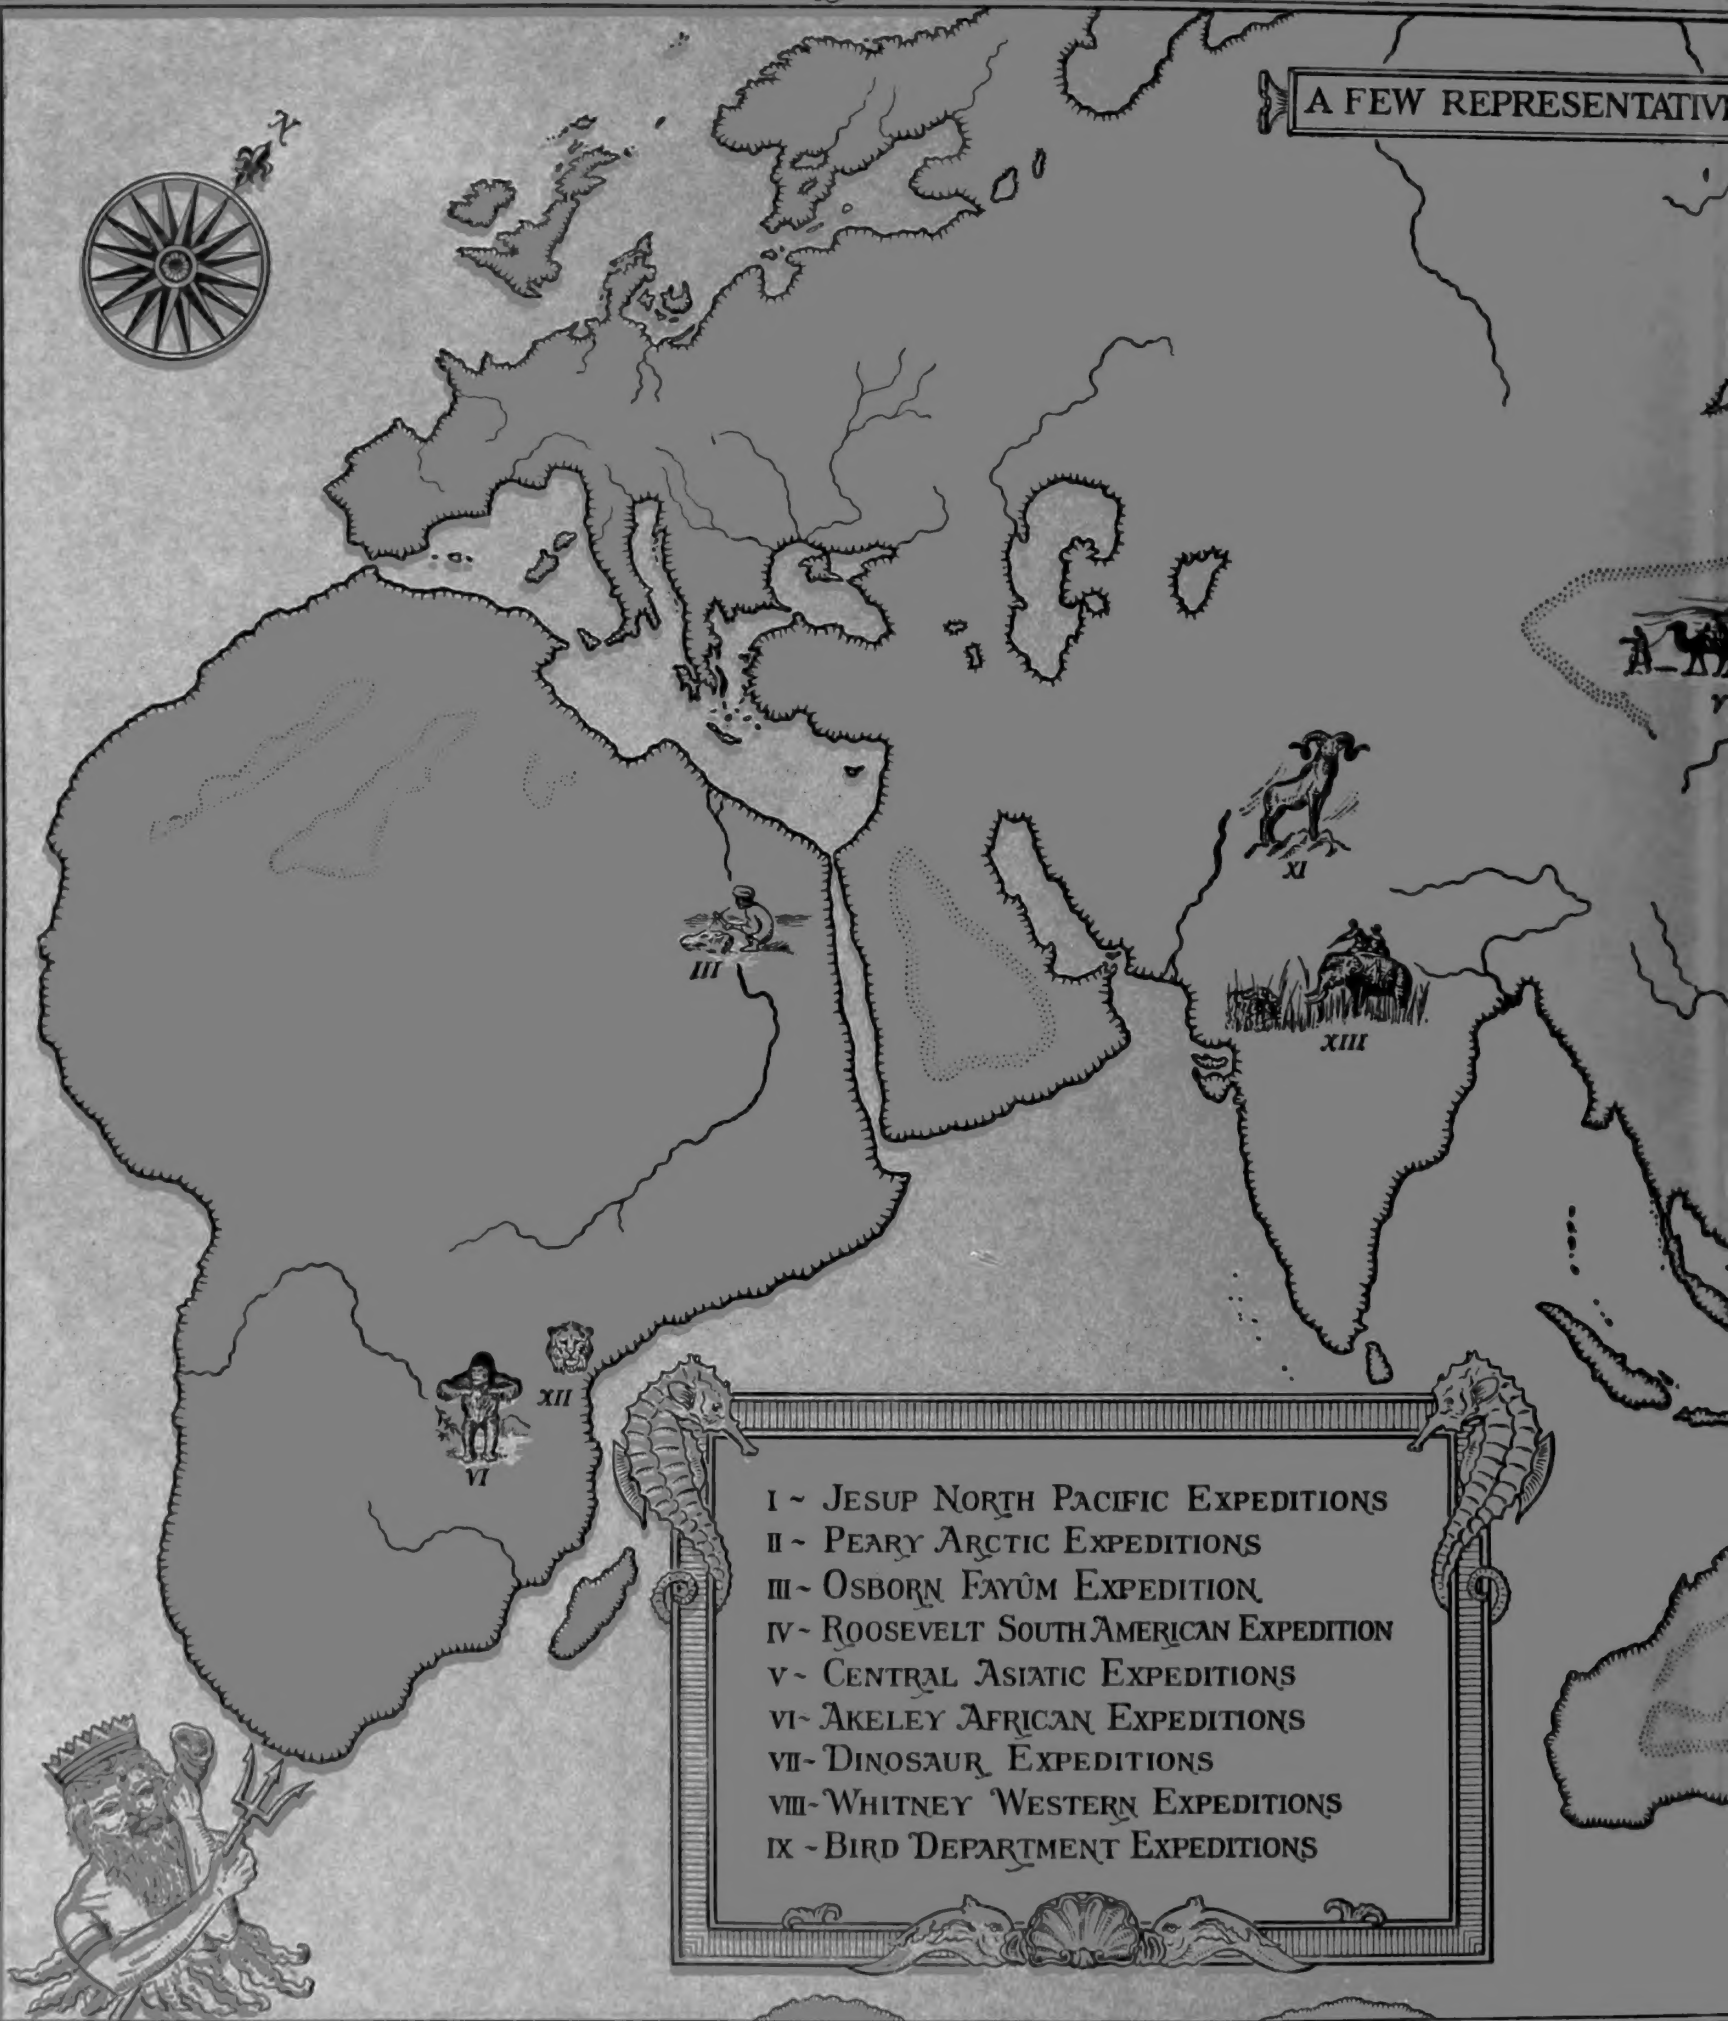 N
A FEW REPRESENTATIV
XI
III
XIII
XII
VI
I ~ JESUP NORTH PACIFIC EXPEDITIONS
II ~ PEARY ARCTIC EXPEDITIONS
III ~ OSBORN FAYÛM EXPEDITION
IV ~ ROOSEVELT SOUTH AMERICAN EXPEDITION
V ~ CENTRAL ASIATIC EXPEDITIONS
VI ~ AKELEY AFRICAN EXPEDITIONS
VII ~ DINOSAUR EXPEDITIONS
VIII ~ WHITNEY WESTERN EXPEDITIONS
IX ~ BIRD DEPARTMENT EXPEDITIONS